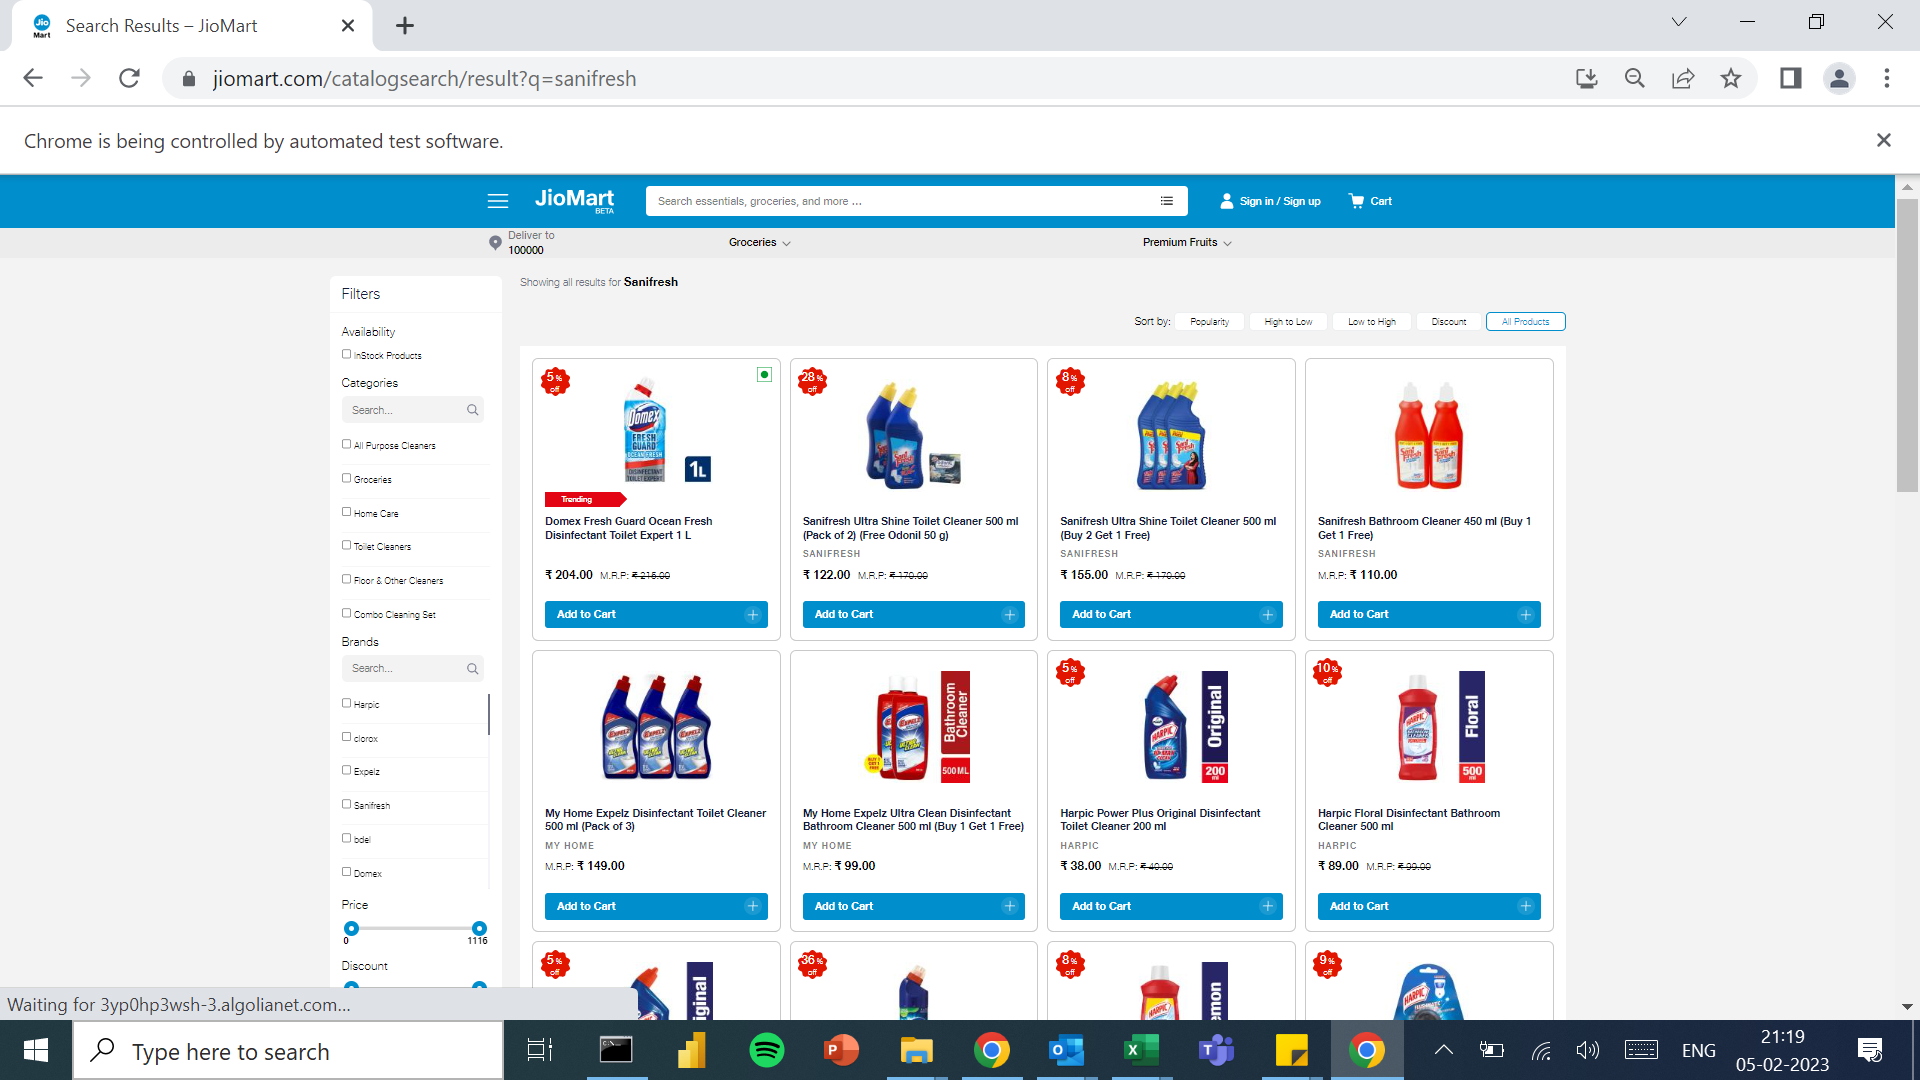 Search Results – JioMart
jiomart.com/catalogsearch/result?q=sanifresh
Chrome is being controlled by automated test software.
JioMart
BETA
Search essentials, groceries, and more ...
Sign in / Sign up
Cart
Deliver to
100000
Groceries
Premium Fruits
Filters
Availability
InStock Products
Categories
Search...
All Purpose Cleaners
Groceries
Home Care
Toilet Cleaners
Floor & Other Cleaners
Combo Cleaning Set
Brands
Search...
Harpic
clorox
Expelz
Sanifresh
bdel
Domex
Price
0 1116
Discount
Showing all results for Sanifresh
Sort by: Popularity High to Low Low to High Discount All Products
5% off
Domex
FRESH GUARD
OCEAN FRESH
DISINFECTANT
TOILET EXPERT
1L
Trending
Domex Fresh Guard Ocean Fresh
Disinfectant Toilet Expert 1 L
₹ 204.00 M.R.P: ₹ 215.00
Add to Cart
28% off
Sanifresh Ultra Shine Toilet Cleaner 500 ml
(Pack of 2) (Free Odonil 50 g)
SANIFRESH
₹ 122.00 M.R.P: ₹ 170.00
Add to Cart
8% off
Sanifresh Ultra Shine Toilet Cleaner 500 ml
(Buy 2 Get 1 Free)
SANIFRESH
₹ 155.00 M.R.P: ₹ 170.00
Add to Cart
Sanifresh Bathroom Cleaner 450 ml (Buy 1
Get 1 Free)
SANIFRESH
M.R.P: ₹ 110.00
Add to Cart
My Home Expelz Disinfectant Toilet Cleaner
500 ml (Pack of 3)
MY HOME
M.R.P: ₹ 149.00
Add to Cart
Bathroom
Cleaner
500 ML
My Home Expelz Ultra Clean Disinfectant
Bathroom Cleaner 500 ml (Buy 1 Get 1 Free)
MY HOME
M.R.P: ₹ 99.00
Add to Cart
5% off
HARPIC
Original
200
Harpic Power Plus Original Disinfectant
Toilet Cleaner 200 ml
HARPIC
₹ 38.00 M.R.P: ₹ 40.00
Add to Cart
10% off
HARPIC
Floral
500
Harpic Floral Disinfectant Bathroom
Cleaner 500 ml
HARPIC
₹ 89.00 M.R.P: ₹ 99.00
Add to Cart
5% off
iginal
36% off
8% off
HARPIC
emon
9% off
HARPIC
Waiting for 3yp0hp3wsh-3.algolianet.com...
Type here to search
ENG
21:19
05-02-2023